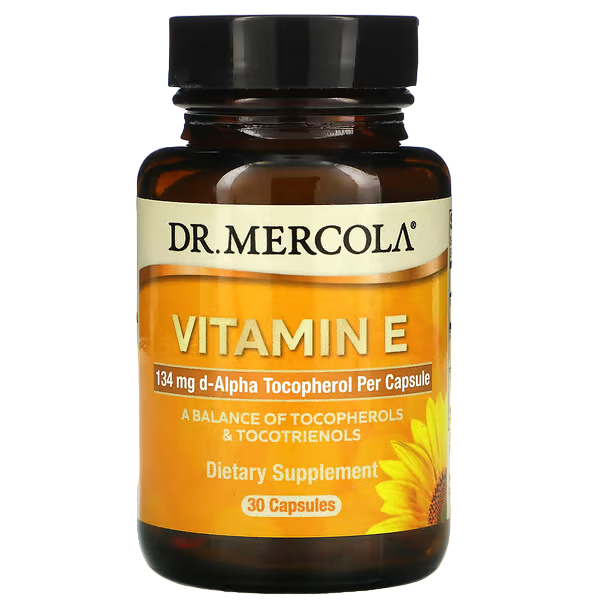 DR. MERCOLA®
VITAMIN E
134 mg d-Alpha Tocopherol Per Capsule
A BALANCE OF TOCOPHEROLS
& TOCOTRIENOLS
Dietary Supplement
30 Capsules